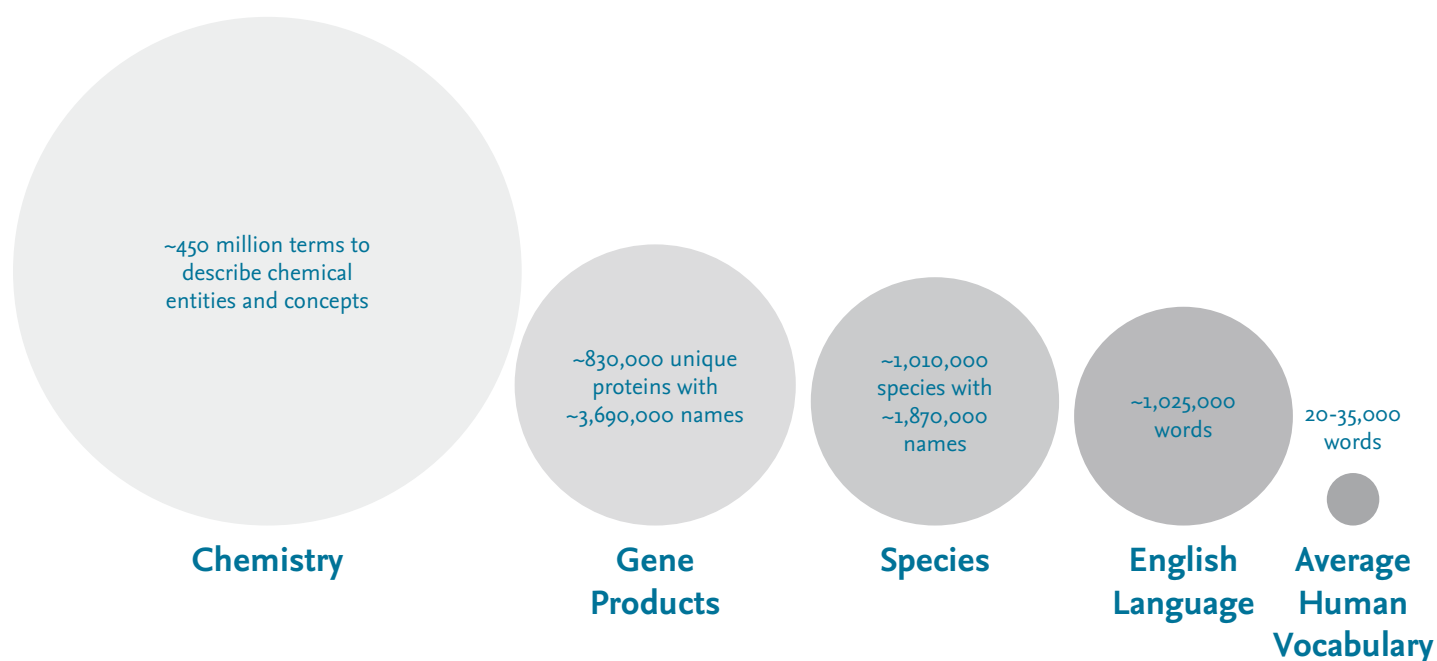 ~450 million terms to
describe chemical
entities and concepts
~830,000 unique
proteins with
~3,690,000 names
~1,010,000
species with
~1,870,000
names
~1,025,000
words
20-35,000
words
Chemistry
Gene
Products
Species
English
Language
Average
Human
Vocabulary